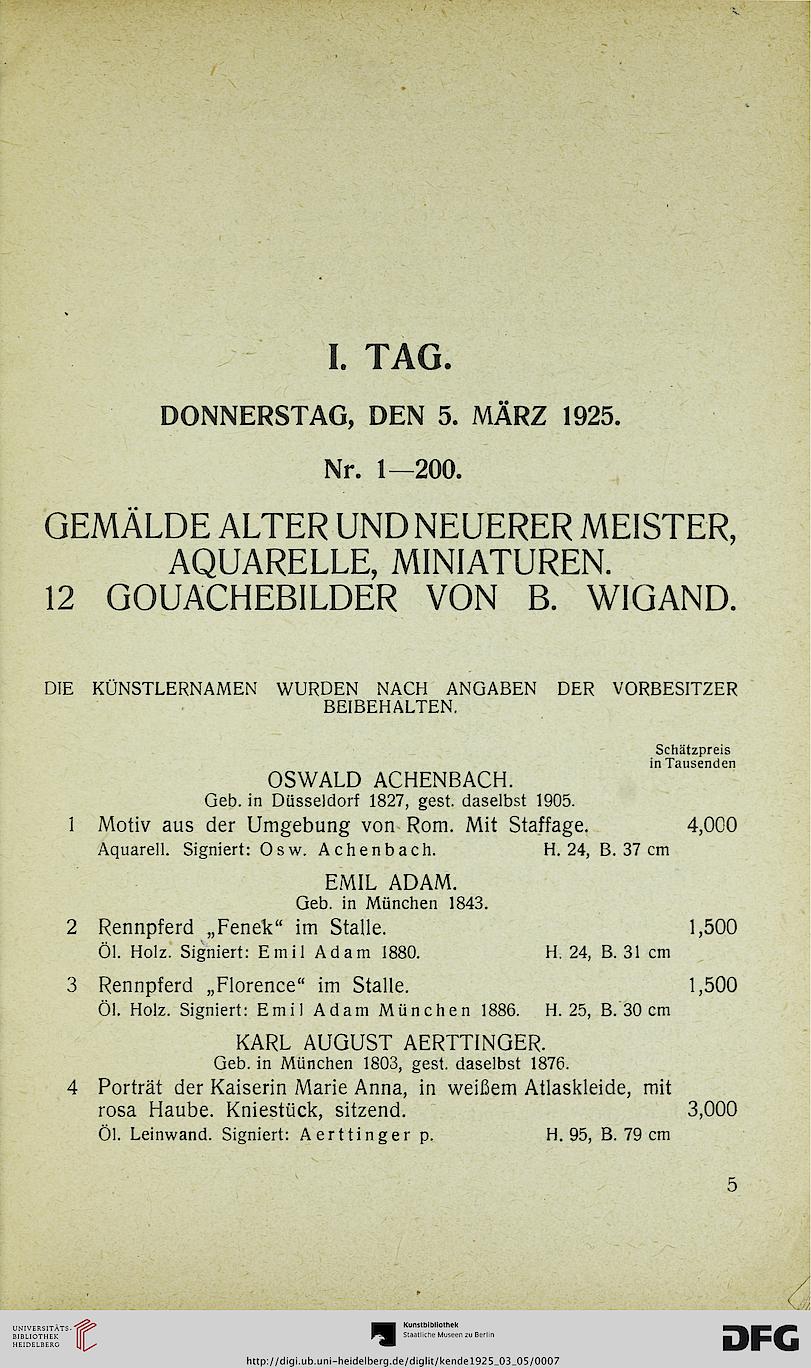 I. TAG.
DONNERSTAG, DEN 5. MÄRZ 1925.
Nr. 1—200.
GEMÄLDE ALTER UND NEUERER MEISTER,
AQUARELLE, MINIATUREN.
12 GOUACHEBILDER VON B. WIGAND.
DIE KÜNSTLERNAMEN WURDEN NACH ANGABEN DER VORBESITZER
BEIBEHALTEN.
Schätzpreis
in Tausenden
OSWALD ACHENBACH.
Geb. in Düsseldorf 1827, gest. daselbst 1905.
1 Motiv aus der Umgebung von Rom. Mit Staffage. 4,000
Aquarell. Signiert: Osw. Achenbach. H. 24, B. 37 cm
EMIL ADAM.
Geb. in München 1843.
2 Rennpferd „Fenek“ im Stalle. 1,500
Öl. Holz. Signiert: Emil Adam 1880. H. 24, B. 31 cm
3 Rennpferd „Florence“ im Stalle. 1,500
Öl. Holz. Signiert: Emil Adam München 1886. H. 25, B. 30 cm
KARL AUGUST AERTTINGER.
Geb. in München 1803, gest. daselbst 1876.
4 Porträt der Kaiserin Marie Anna, in weißem Atlaskleide, mit
rosa Haube. Kniestück, sitzend. 3,000
Öl. Leinwand. Signiert: Aerttinger p. H. 95, B. 79 cm
5
UNIVERSITÄTS-
BIBLIOTHEK
HEIDELBERG
Kunstbibliothek
Staatliche Museen zu Berlin
DFG
http://digi.ub.uni-heidelberg.de/diglit/kende1925_03_05/0007